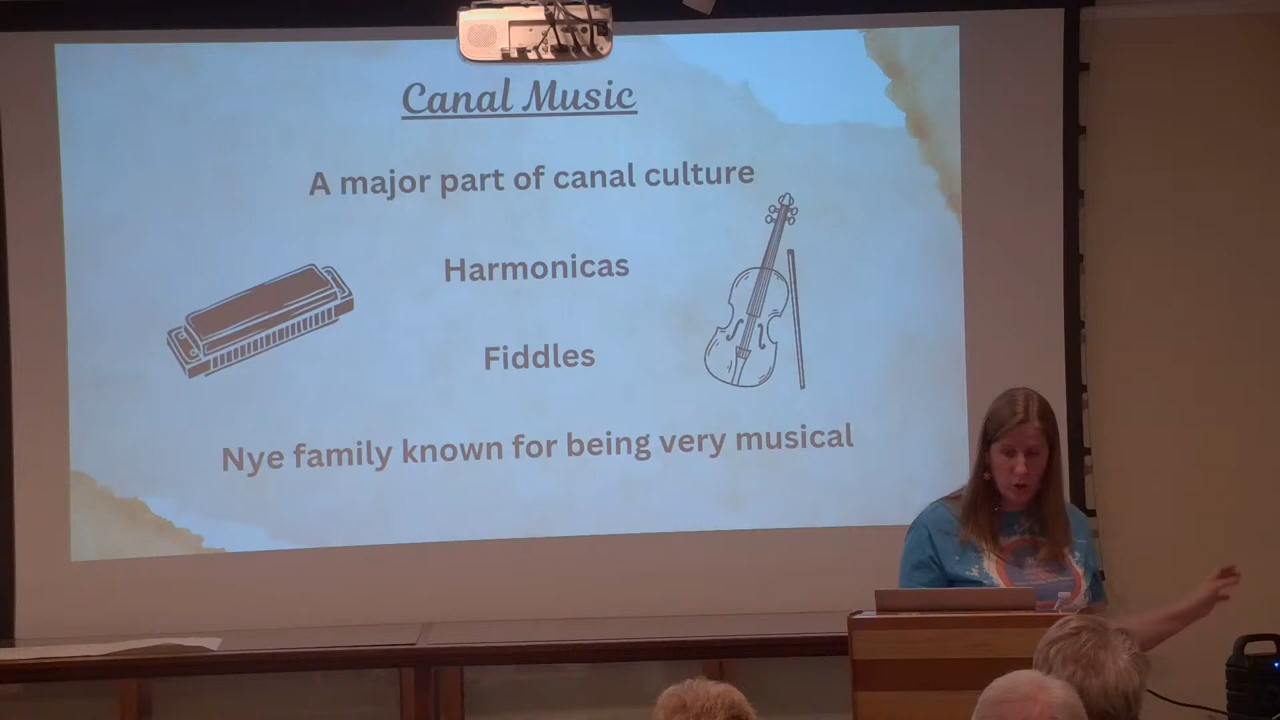 Canal Music
A major part of canal culture
Harmonicas
Fiddles
Nye family known for being very musical